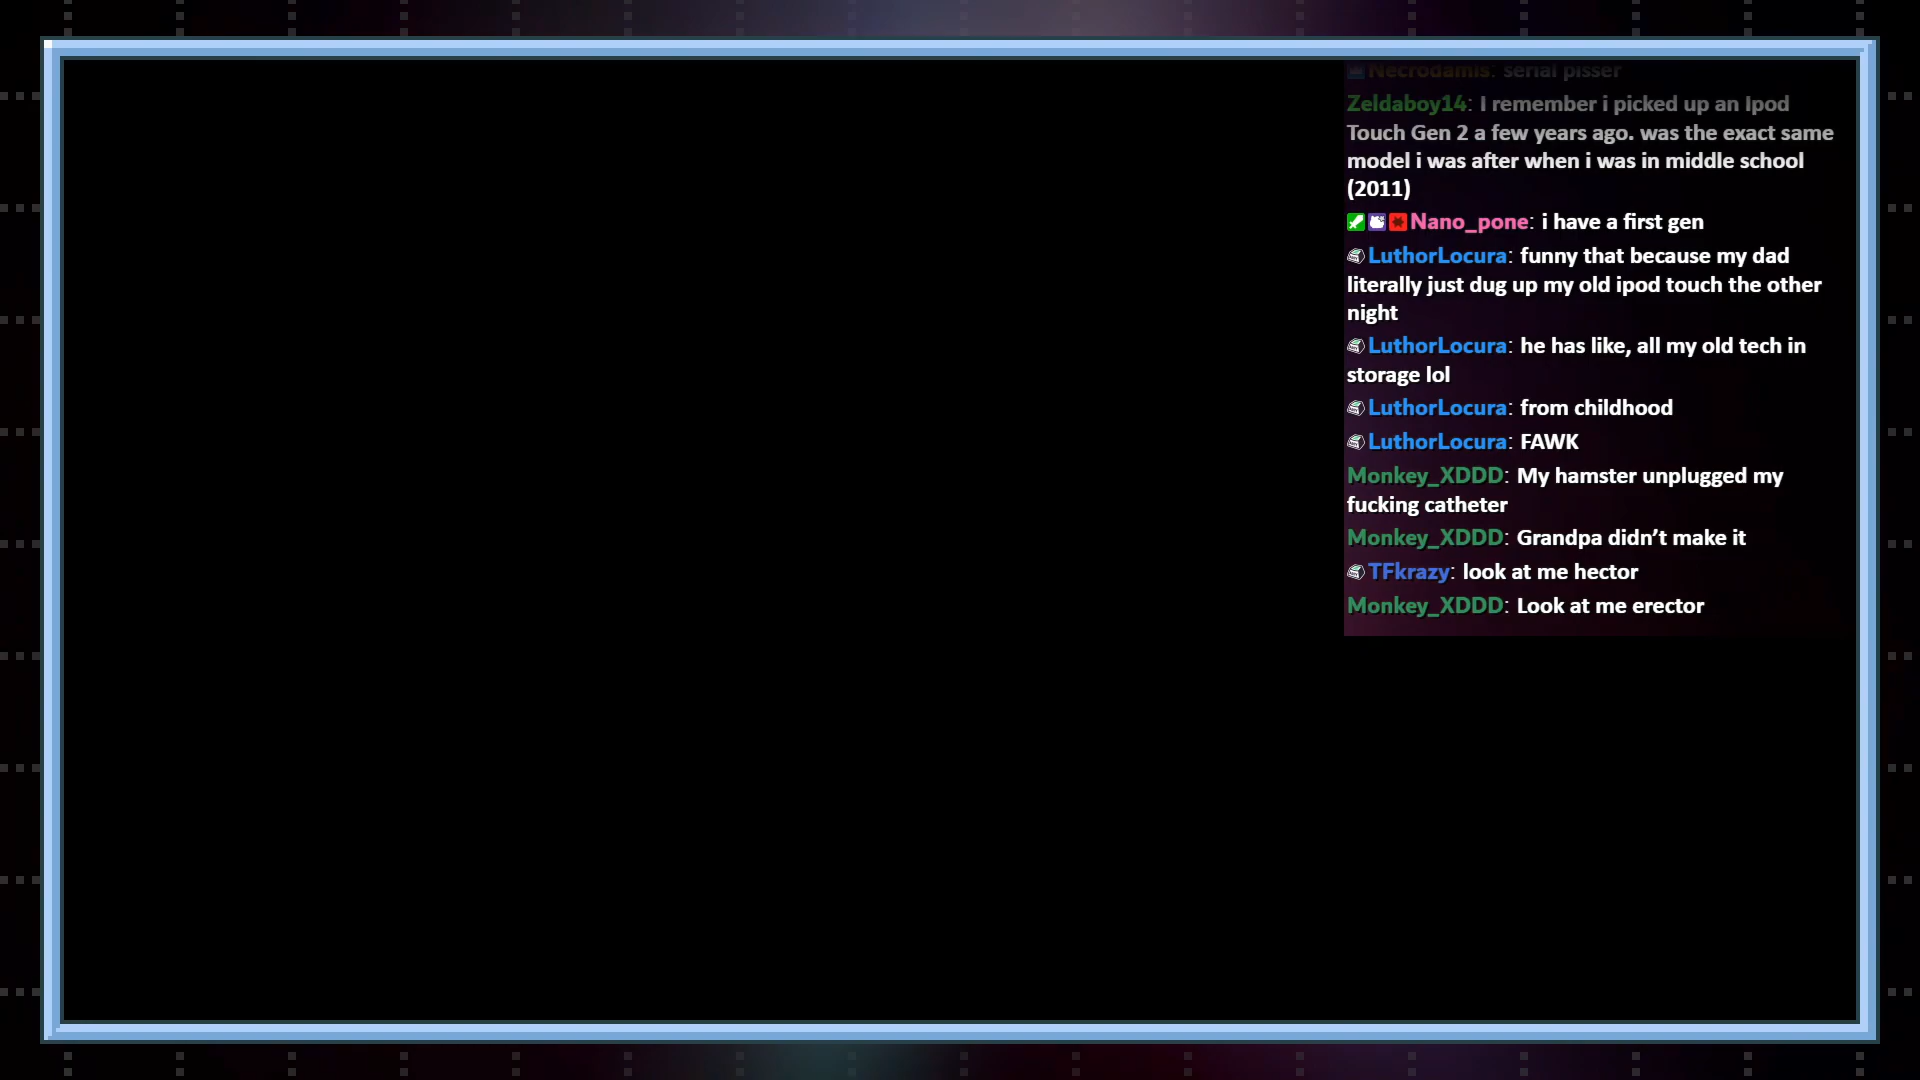 Necrodamis: serial pisser
Zeldaboy14: I remember i picked up an Ipod
Touch Gen 2 a few years ago. was the exact same
model i was after when i was in middle school
(2011)
Nano_pone: i have a first gen
LuthorLocura: funny that because my dad
literally just dug up my old ipod touch the other
night
LuthorLocura: he has like, all my old tech in
storage lol
LuthorLocura: from childhood
LuthorLocura: FAWK
Monkey_XDDD: My hamster unplugged my
fucking catheter
Monkey_XDDD: Grandpa didn’t make it
TFkrazy: look at me hector
Monkey_XDDD: Look at me erector